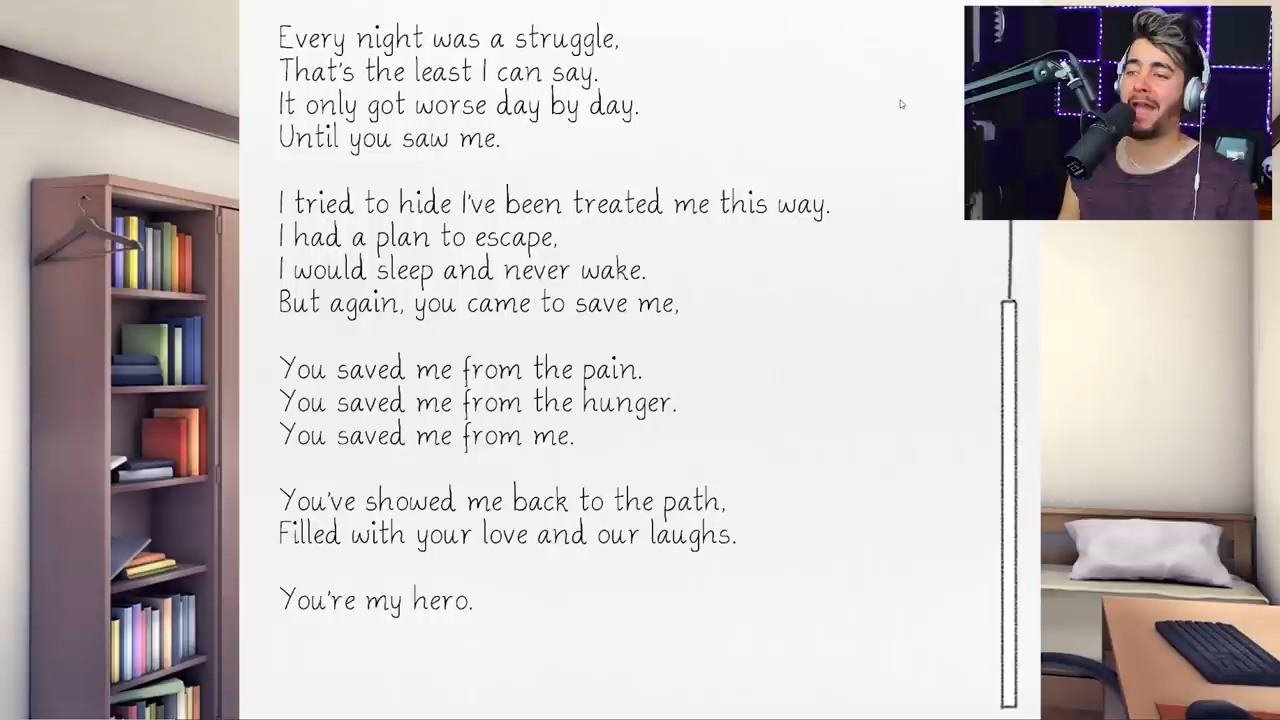 Every night was a struggle,
That's the least I can say.
It only got worse day by day.
Until you saw me.
I tried to hide I've been treated me this way.
I had a plan to escape,
I would sleep and never wake.
But again, you came to save me,
You saved me from the pain.
You saved me from the hunger.
You saved me from me.
You've showed me back to the path,
Filled with your love and our laughs.
You're my hero.